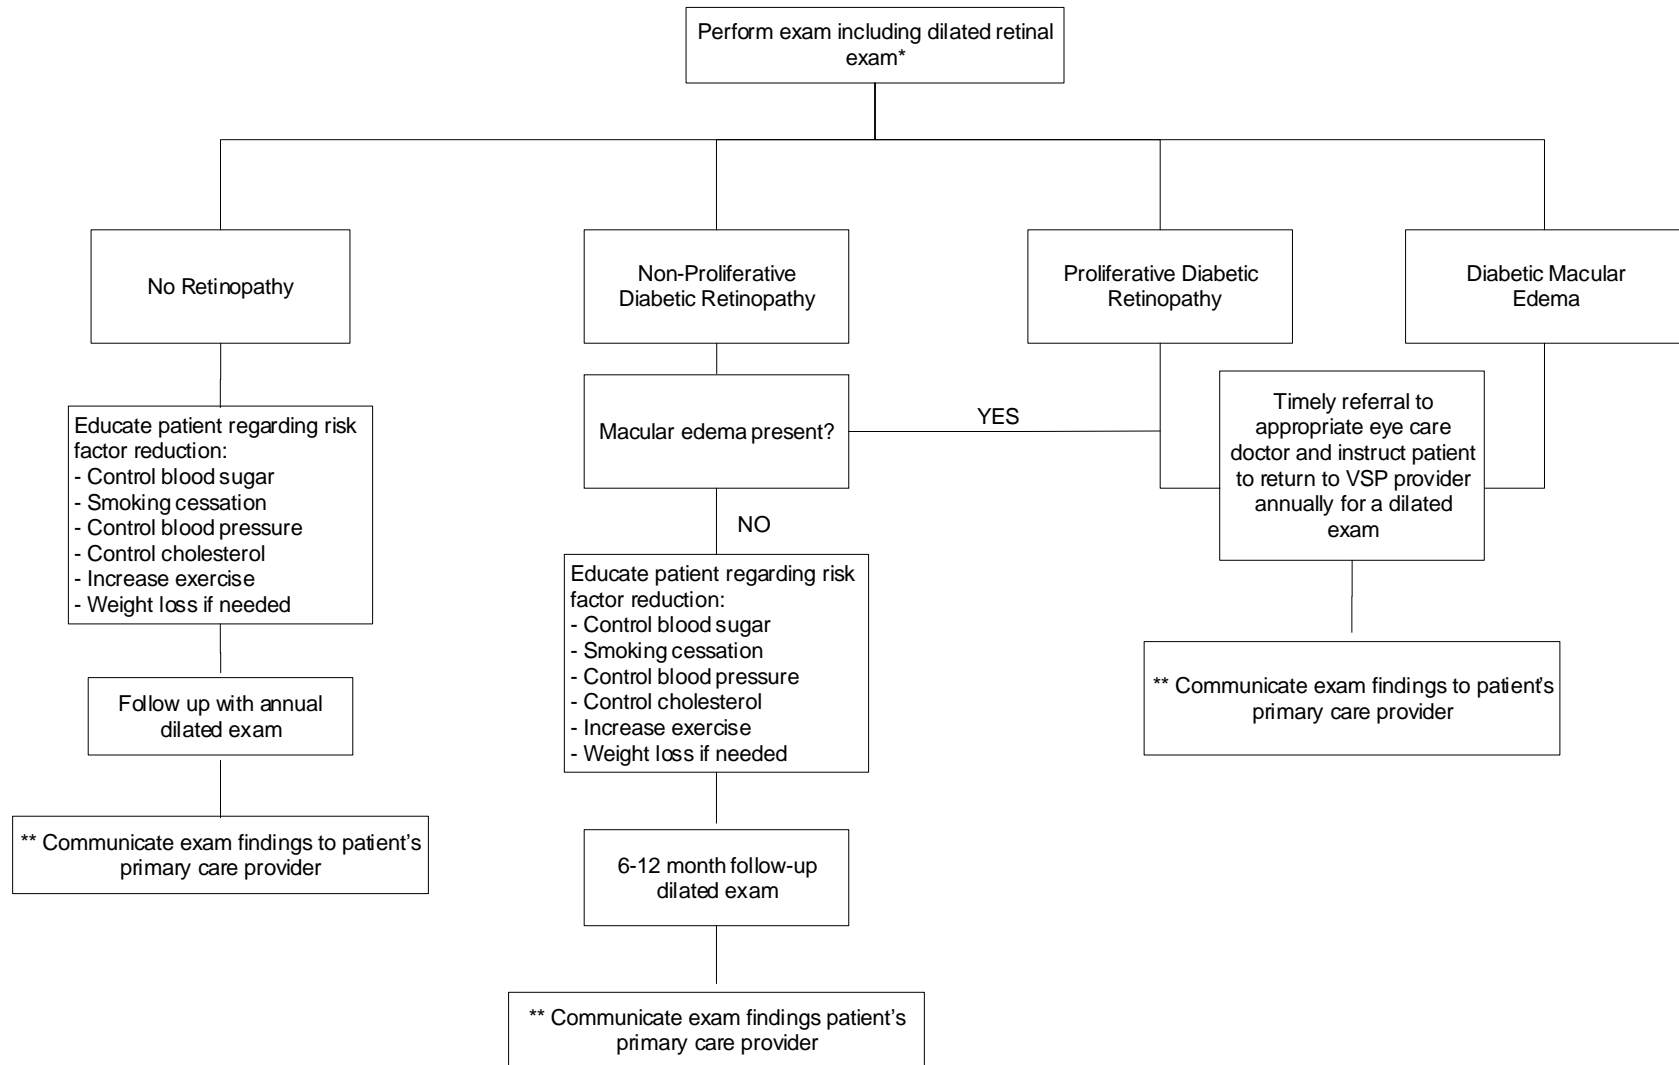 Perform exam including dilated retinal
exam*
No Retinopathy
Non-Proliferative
Diabetic Retinopathy
Proliferative Diabetic
Retinopathy
Diabetic Macular
Edema
Educate patient regarding risk
factor reduction:
- Control blood sugar
- Smoking cessation
- Control blood pressure
- Control cholesterol
- Increase exercise
- Weight loss if needed
Macular edema present?
YES
Timely referral to
appropriate eye care
doctor and instruct patient
to return to VSP provider
annually for a dilated
exam
NO
Educate patient regarding risk
factor reduction:
- Control blood sugar
- Smoking cessation
- Control blood pressure
- Control cholesterol
- Increase exercise
- Weight loss if needed
Follow up with annual
dilated exam
** Communicate exam findings to patient's
primary care provider
** Communicate exam findings to patient's
primary care provider
6-12 month follow-up
dilated exam
** Communicate exam findings patient's
primary care provider